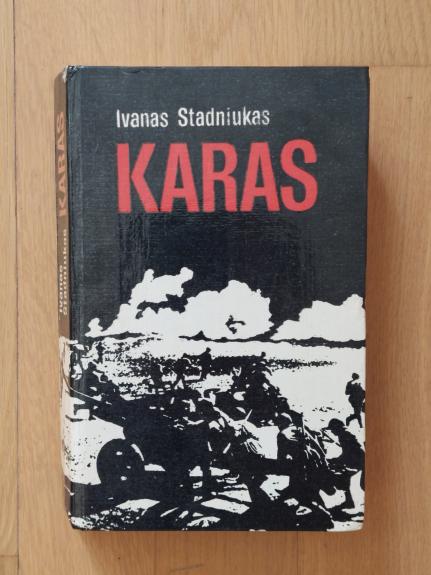 Ivanas Stadniukas
KARAS
Ivanas
Stadniukas
KARAS